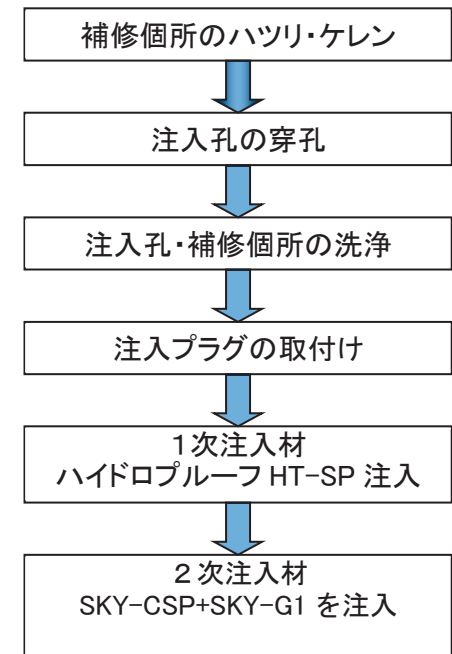 補修個所のハツリ・ケレン
注入孔の穿孔
注入孔・補修個所の洗浄
注入プラグの取付け
１次注入材
ハイドロプルーフ HT-SP 注入
２次注入材
SKY-CSP+SKY-G1 を注入